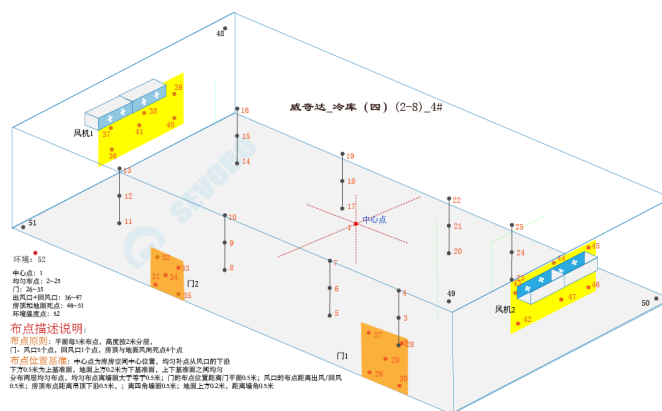 威奇达_冷库（四）(2-8)_4#
48
39
38
37
41
40
36
风机1
16
15
14
13
12
11
19
18
17
中心点
1
22
21
20
25
24
23
10
9
8
7
6
5
4
3
2
45
44
46
47
42
风机2
49
50
51
SEVORD
32
33
34
31
35
门2
27
28
29
26
30
门1
环境：52
中心点：1
均匀布点：2~25
门：26~35
出风口+回风口：36~47
房顶和地面死点：48~51
环境温度点：52
布点描述说明：
布点原则：平面每5米布点，高度按2米分层，
门、风口5个点，回风口1个点，房顶与地面风向死点4个点
布点位置基准：中心点为库房空间中心位置，均匀补点从风口的下沿
下方0.5米为上基准面，地面上方0.2米为下基准面，上下基准面之间均匀
分布两层均匀布点，均匀布点离墙面大于等于0.5米；门的布点位置距离门平面0.5米；风口的布点距离出风/回风
0.5米；房顶布点距离吊顶下沿0.5米，；离四角墙面0.5米；地面上方0.2米，距离墙角0.5米